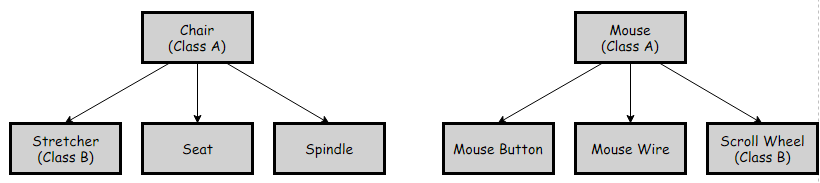 Chair
(Class A)
Mouse
(Class A)
Stretcher
(Class B)
Seat
Spindle
Mouse Button
Mouse Wire
Scroll Wheel
(Class B)